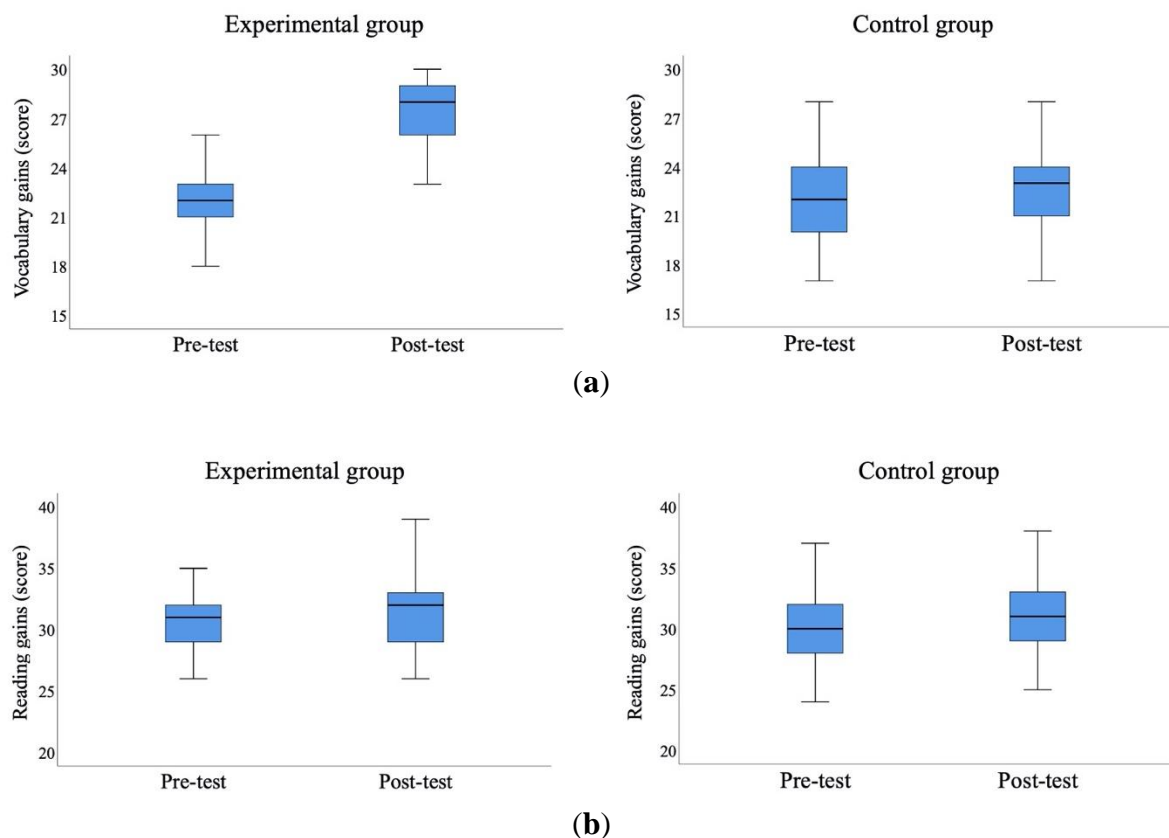 Experimental group
Vocabulary gains (score)
30
27
24
21
18
15
Pre-test Post-test
Control group
Vocabulary gains (score)
30
27
24
21
18
15
Pre-test Post-test
(a)
Experimental group
Reading gains (score)
40
35
30
25
20
Pre-test Post-test
Control group
Reading gains (score)
40
35
30
25
20
Pre-test Post-test
(b)